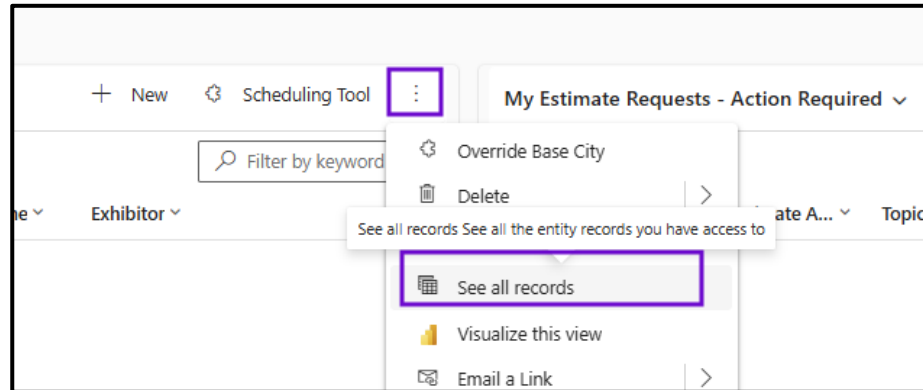 New
Scheduling Tool
My Estimate Requests - Action Required
Filter by keyword
Override Base City
Delete
Exhibitor
Topic
See all records See all the entity records you have access to
See all records
Visualize this view
Email a Link